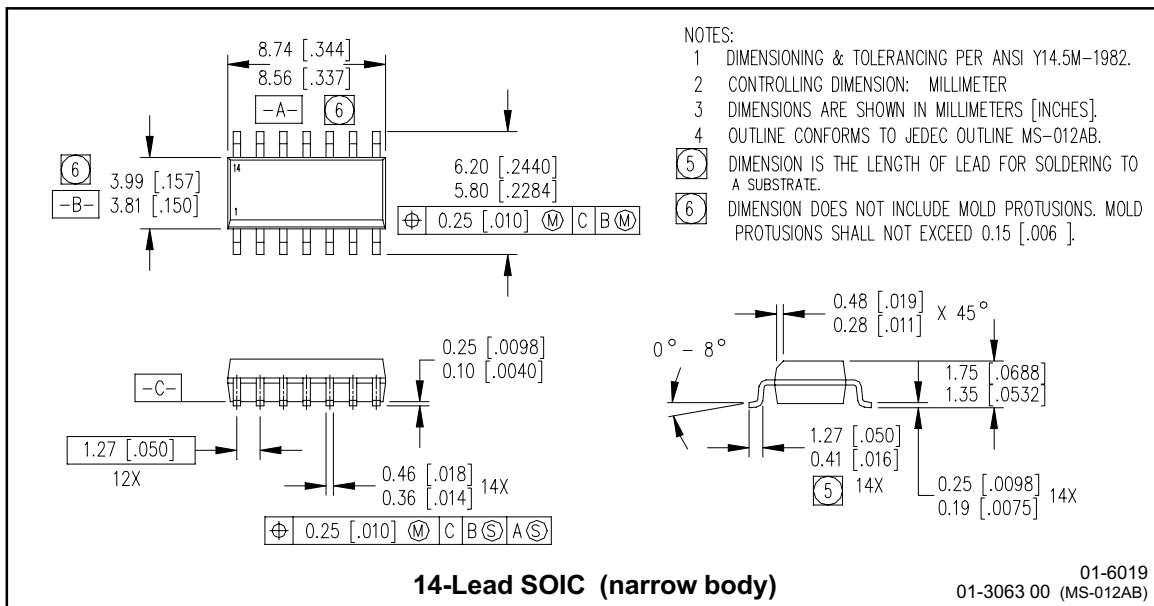 8.74 [.344]
8.56 [.337]
-A- 6
6
-B-
3.99 [.157]
3.81 [.150]
14
1
6.20 [.2440]
5.80 [.2284]
⌖ 0.25 [.010] Ⓜ C B Ⓜ
NOTES:
1 DIMENSIONING & TOLERANCING PER ANSI Y14.5M-1982.
2 CONTROLLING DIMENSION: MILLIMETER
3 DIMENSIONS ARE SHOWN IN MILLIMETERS [INCHES].
4 OUTLINE CONFORMS TO JEDEC OUTLINE MS-012AB.
5 DIMENSION IS THE LENGTH OF LEAD FOR SOLDERING TO
A SUBSTRATE.
6 DIMENSION DOES NOT INCLUDE MOLD PROTUSIONS. MOLD
PROTUSIONS SHALL NOT EXCEED 0.15 [.006 ].
-C-
0.25 [.0098]
0.10 [.0040]
1.27 [.050]
12X
0.46 [.018]
0.36 [.014]
14X
⌖ 0.25 [.010] Ⓜ C B Ⓢ A Ⓢ
0.48 [.019]
0.28 [.011]
X 45°
0°-8°
1.75 [.0688]
1.35 [.0532]
1.27 [.050]
0.41 [.016]
5 14X
0.25 [.0098]
0.19 [.0075]
14X
14-Lead SOIC (narrow body)
01-6019
01-3063 00 (MS-012AB)